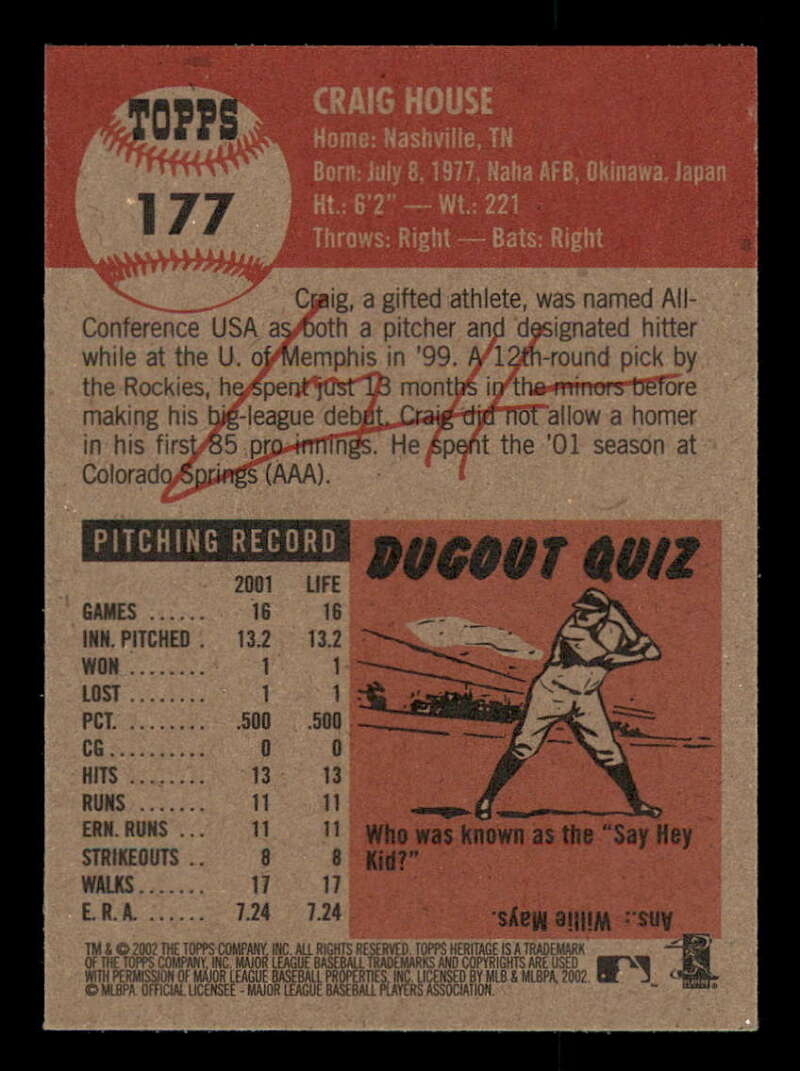 TOPPS
177
CRAIG HOUSE
Home: Nashville, TN
Born: July 8, 1977, Naha AFB, Okinawa, Japan
Ht.: 6'2" — Wt.: 221
Throws: Right — Bats: Right
Craig, a gifted athlete, was named All-
Conference USA as both a pitcher and designated hitter
while at the U. of Memphis in '99. A 12th-round pick by
the Rockies, he spent just 13 months in the minors before
making his big-league debut. Craig did not allow a homer
in his first 85 pro innings. He spent the '01 season at
Colorado Springs (AAA).
PITCHING RECORD
2001 LIFE
GAMES ...... 16 16
INN. PITCHED . 13.2 13.2
WON ........ 1 1
LOST ........ 1 1
PCT. ........ .500 .500
CG .......... 0 0
HITS ........ 13 13
RUNS ....... 11 11
ERN. RUNS ... 11 11
STRIKEOUTS .. 8 8
WALKS ....... 17 17
E. R. A. ...... 7.24 7.24
DUGOUT QUIZ
Who was known as the "Say Hey
Kid?"
Ans.: Willie Mays.
TM & © 2002 THE TOPPS COMPANY, INC. ALL RIGHTS RESERVED. TOPPS HERITAGE IS A TRADEMARK
OF THE TOPPS COMPANY, INC. MAJOR LEAGUE BASEBALL TRADEMARKS AND COPYRIGHTS ARE USED
WITH PERMISSION OF MAJOR LEAGUE BASEBALL PROPERTIES, INC. LICENSED BY MLB & MLBPA, 2002.
© MLBPA. OFFICIAL LICENSEE - MAJOR LEAGUE BASEBALL PLAYERS ASSOCIATION.